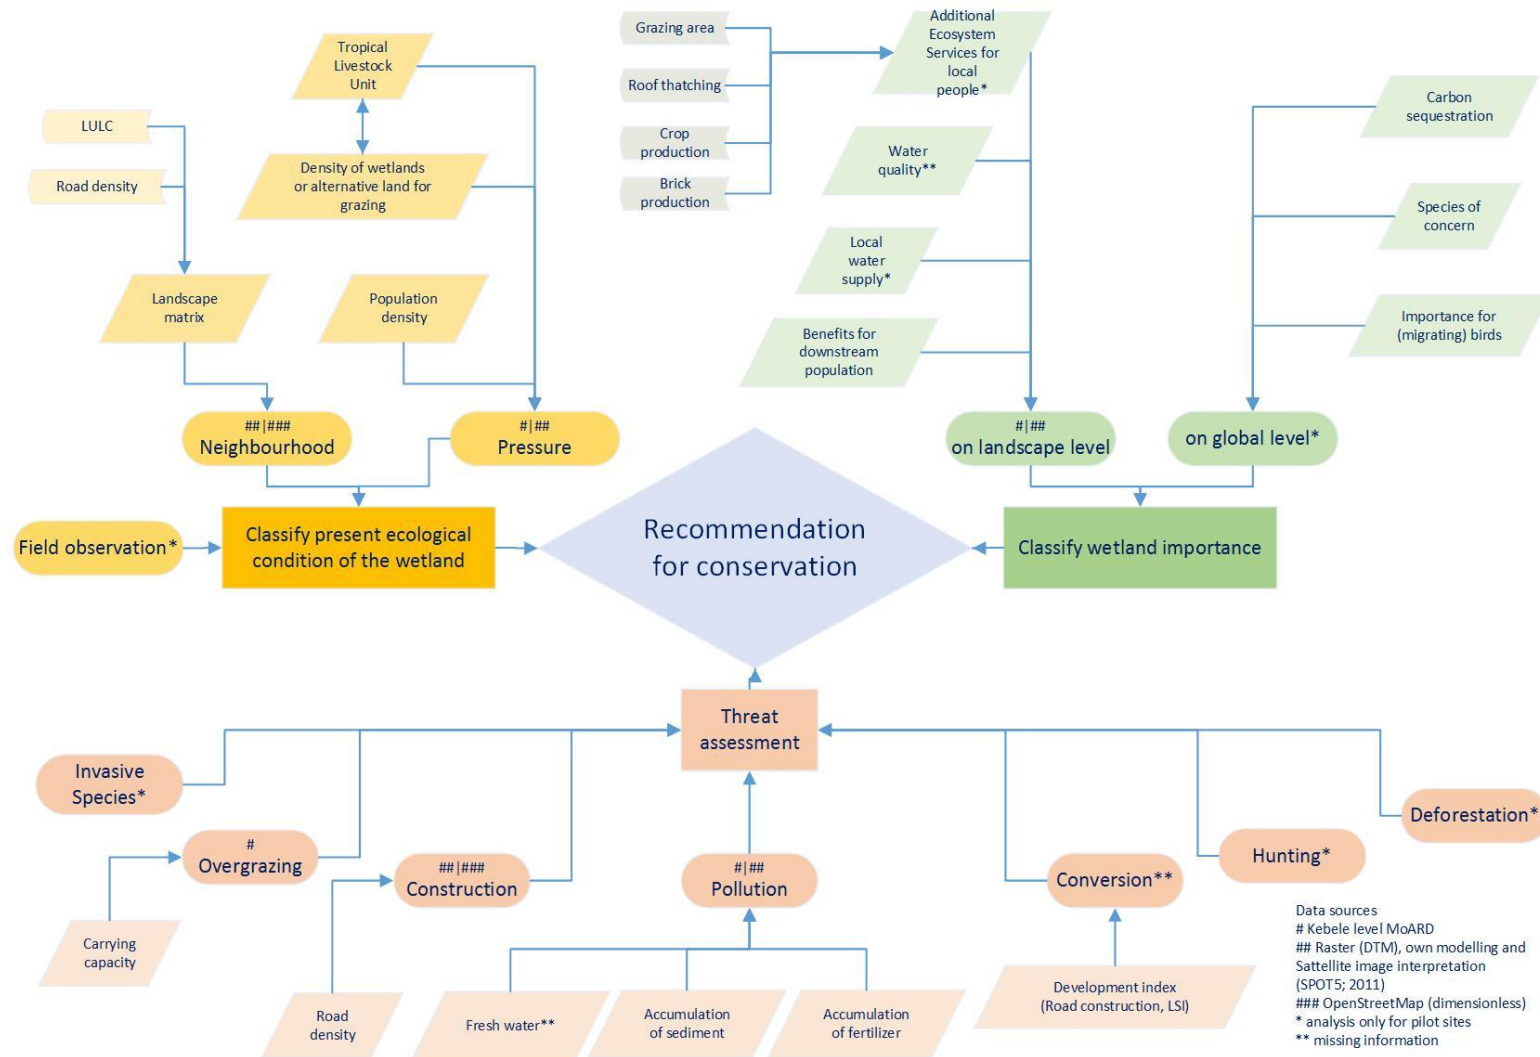 Grazing area
Roof thatching
Crop
production
Brick
production
Additional
Ecosystem
Services for
local
people*
Tropical
Livestock
Unit
LULC
Road density
Density of wetlands
or alternative land for
grazing
Water
quality**
Carbon
sequestration
Species of
concern
Local
water
supply*
Landscape
matrix
Population
density
Benefits for
downstream
population
Importance for
(migrating) birds
##|###
Neighbourhood
#|##
Pressure
#|##
on landscape level
on global level*
Field observation*
Classify present ecological
condition of the wetland
Recommendation
for conservation
Classify wetland importance
Threat
assessment
Invasive
Species*
#
Overgrazing
##|###
Construction
#|##
Pollution
Conversion**
Hunting*
Deforestation*
Carrying
capacity
Road
density
Fresh water**
Accumulation
of sediment
Accumulation
of fertilizer
Development index
(Road construction, LSI)
Data sources
# Kebele level MoARD
## Raster (DTM), own modelling and
Sattellite image interpretation
(SPOT5; 2011)
### OpenStreetMap (dimensionless)
* analysis only for pilot sites
** missing information